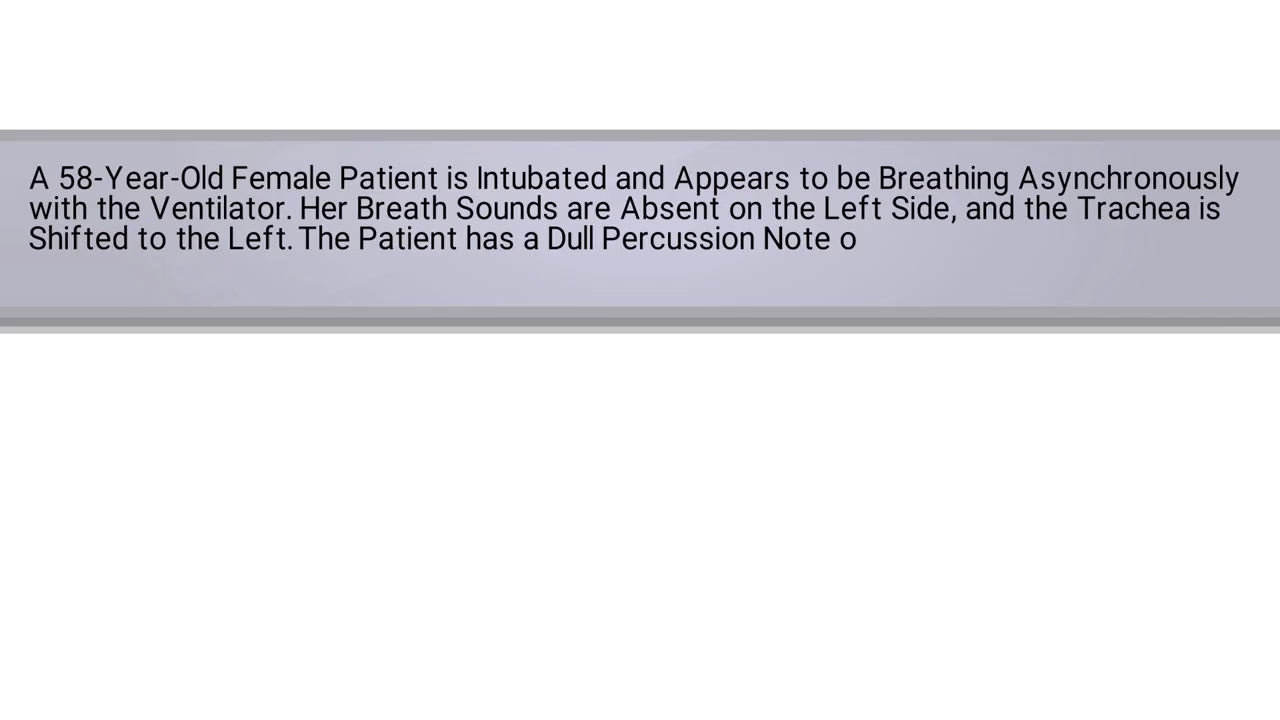 A 58-Year-Old Female Patient is Intubated and Appears to be Breathing Asynchronously
with the Ventilator. Her Breath Sounds are Absent on the Left Side, and the Trachea is
Shifted to the Left. The Patient has a Dull Percussion Note o